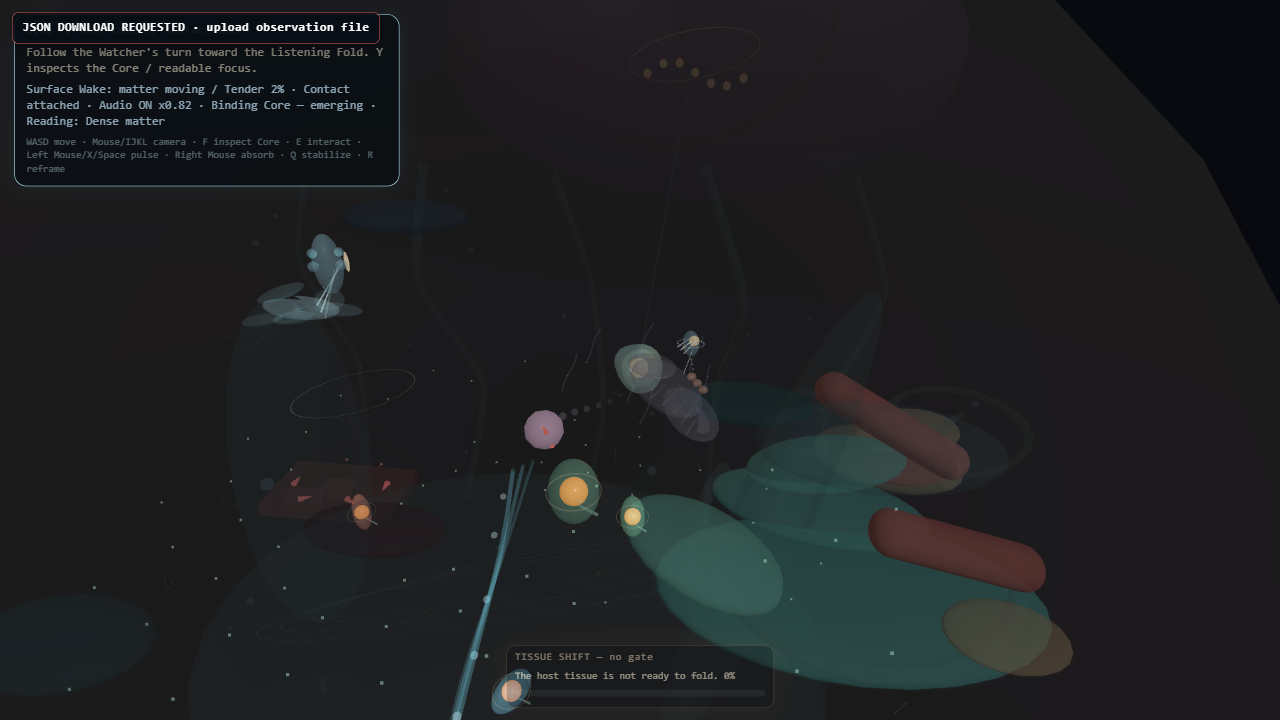 JSON DOWNLOAD REQUESTED · upload observation file
Follow the Watcher's turn toward the Listening Fold. Y
inspects the Core / readable focus.
Surface Wake: matter moving / Tender 2% · Contact
attached · Audio ON x0.82 · Binding Core — emerging ·
Reading: Dense matter
WASD move · Mouse/IJKL camera · F inspect Core · E interact ·
Left Mouse/X/Space pulse · Right Mouse absorb · Q stabilize · R
reframe
TISSUE SHIFT — no gate
The host tissue is not ready to fold. 0%